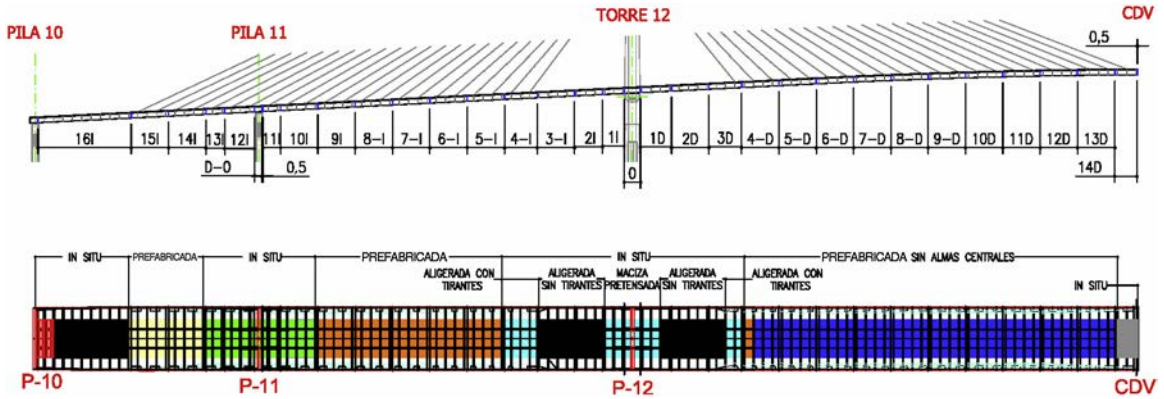 TORRE 12
CDV
PILA 10
PILA 11
0,5
16I 15I 14I 13I 12I 11I 10I 9I 8-I 7-I 6-I 5-I 4-I 3-I 2I 1I 1D 2D 3D 4-D 5-D 6-D 7-D 8-D 9-D 10D 11D 12D 13D
D-0 0,5 0 14D
IN SITU PREFABRICADA IN SITU PREFABRICADA IN SITU PREFABRICADA SIN ALMAS CENTRALES
ALIGERADA CON TIRANTES
ALIGERADA SIN TIRANTES
MACIZA PRETENSADA
ALIGERADA SIN TIRANTES
ALIGERADA CON TIRANTES
IN SITU
P-10 P-11 P-12 CDV